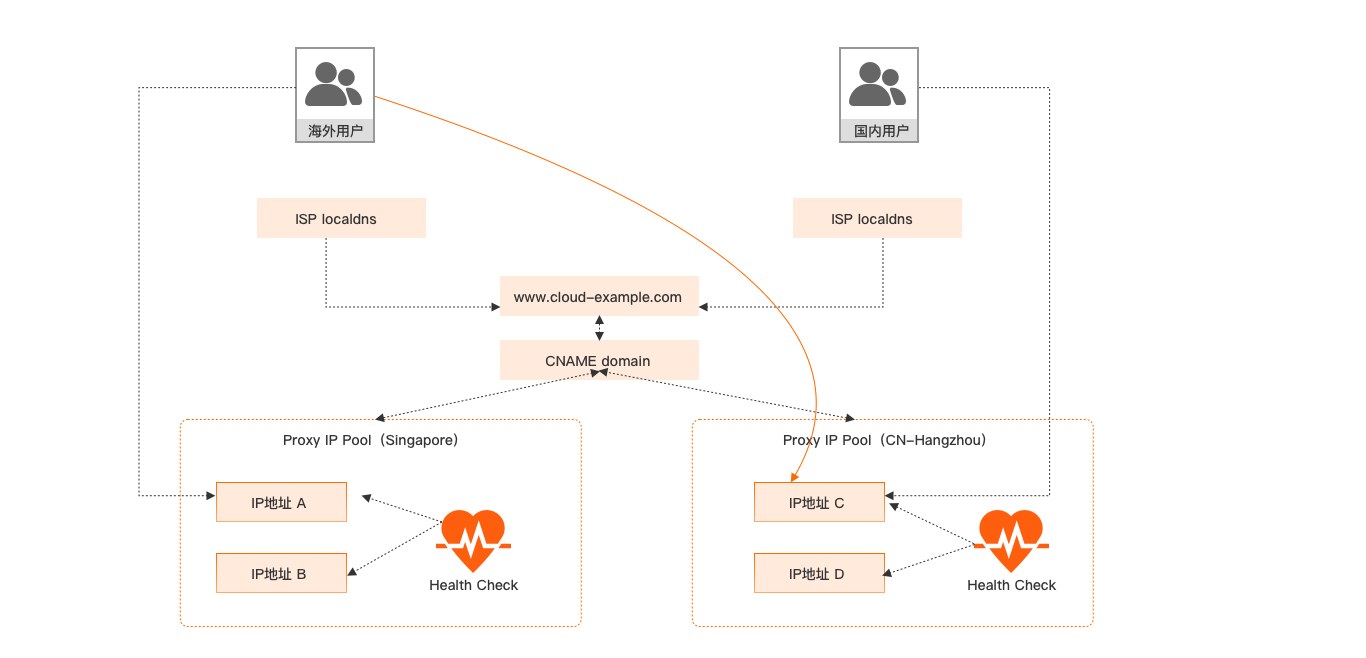 海外用户
国内用户
ISP localdns
ISP localdns
www.cloud-example.com
CNAME domain
Proxy IP Pool（Singapore）
Proxy IP Pool（CN-Hangzhou）
IP地址 A
IP地址 C
IP地址 B
IP地址 D
Health Check
Health Check